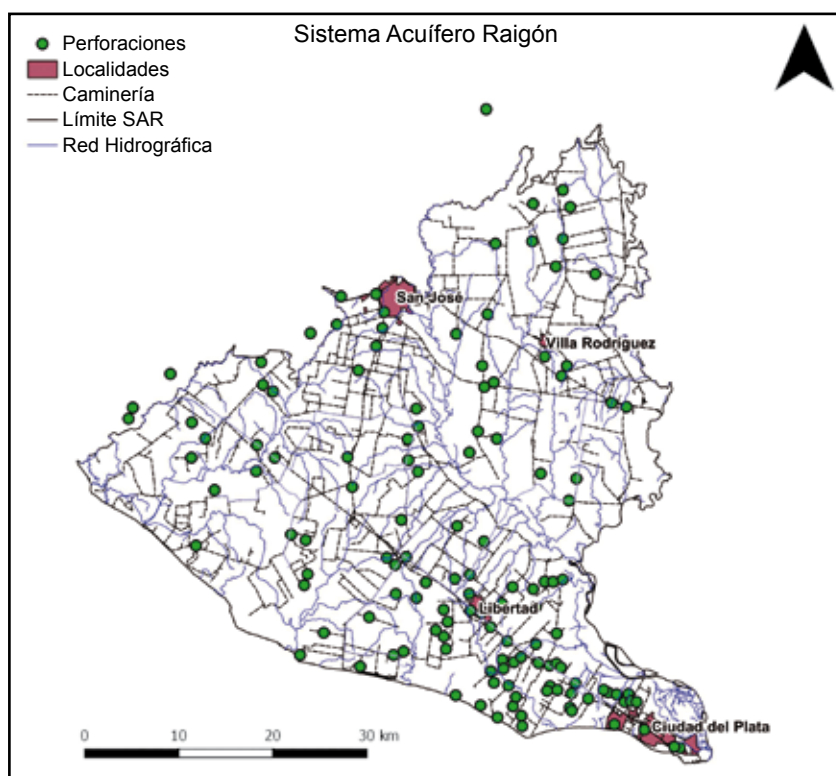 Sistema Acuífero Raigón
Perforaciones
Localidades
Caminería
Límite SAR
Red Hidrográfica
San José
Villa Rodríguez
Libertad
Ciudad del Plata
0 10 20 30 km